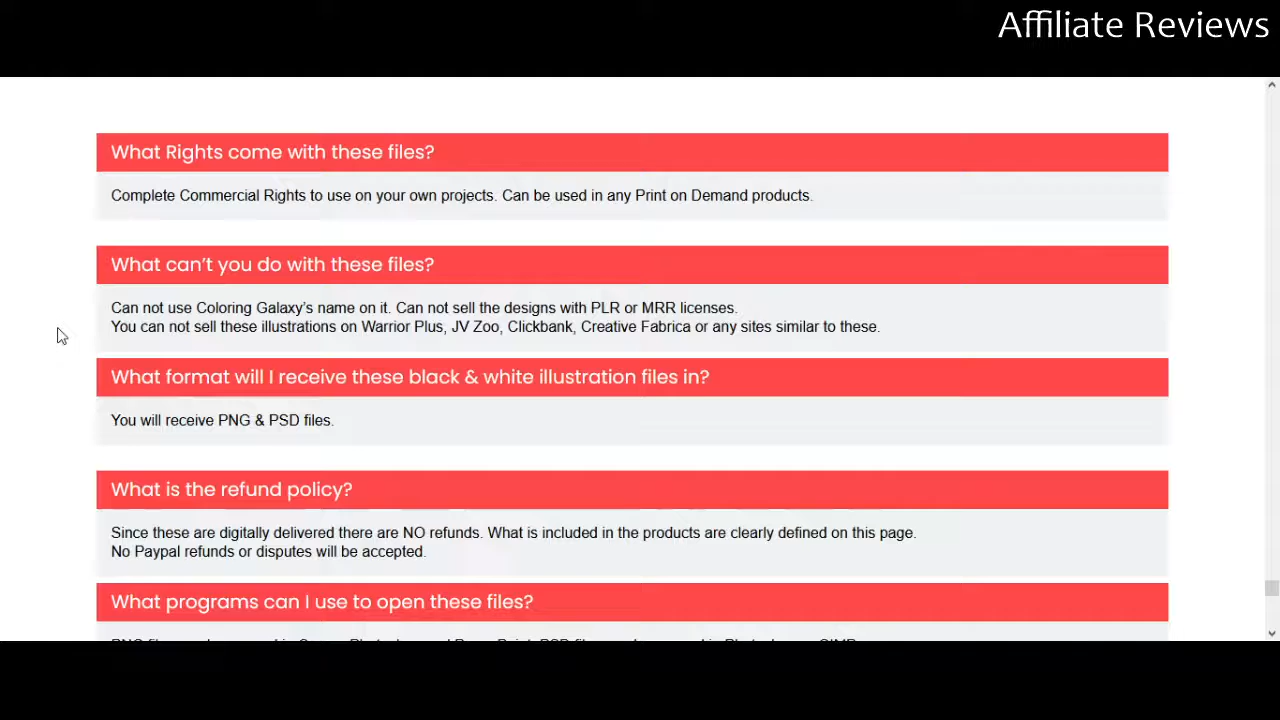 Affiliate Reviews
What Rights come with these files?
Complete Commercial Rights to use on your own projects. Can be used in any Print on Demand products.
What can't you do with these files?
Can not use Coloring Galaxy's name on it. Can not sell the designs with PLR or MRR licenses.
You can not sell these illustrations on Warrior Plus, JV Zoo, Clickbank, Creative Fabrica or any sites similar to these.
What format will I receive these black & white illustration files in?
You will receive PNG & PSD files.
What is the refund policy?
Since these are digitally delivered there are NO refunds. What is included in the products are clearly defined on this page.
No Paypal refunds or disputes will be accepted.
What programs can I use to open these files?